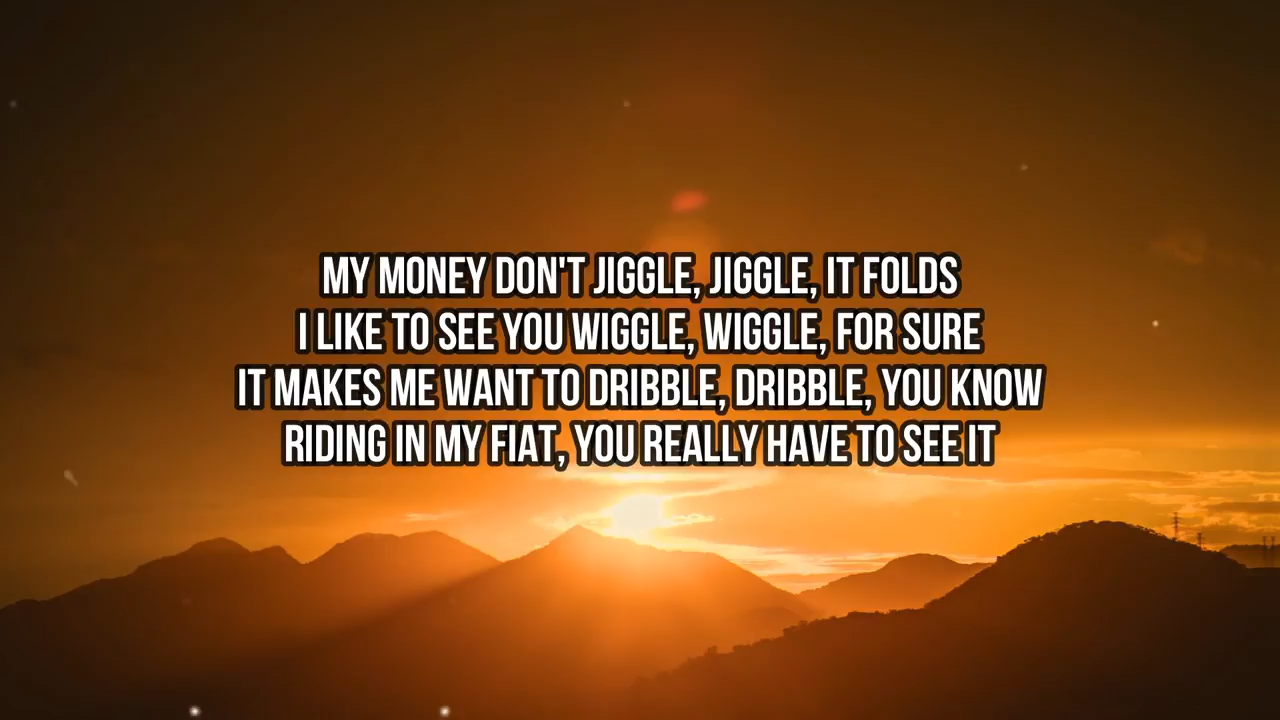 MY MONEY DON'T JIGGLE, JIGGLE, IT FOLDS
I LIKE TO SEE YOU WIGGLE, WIGGLE, FOR SURE
IT MAKES ME WANT TO DRIBBLE, DRIBBLE, YOU KNOW
RIDING IN MY FIAT, YOU REALLY HAVE TO SEE IT